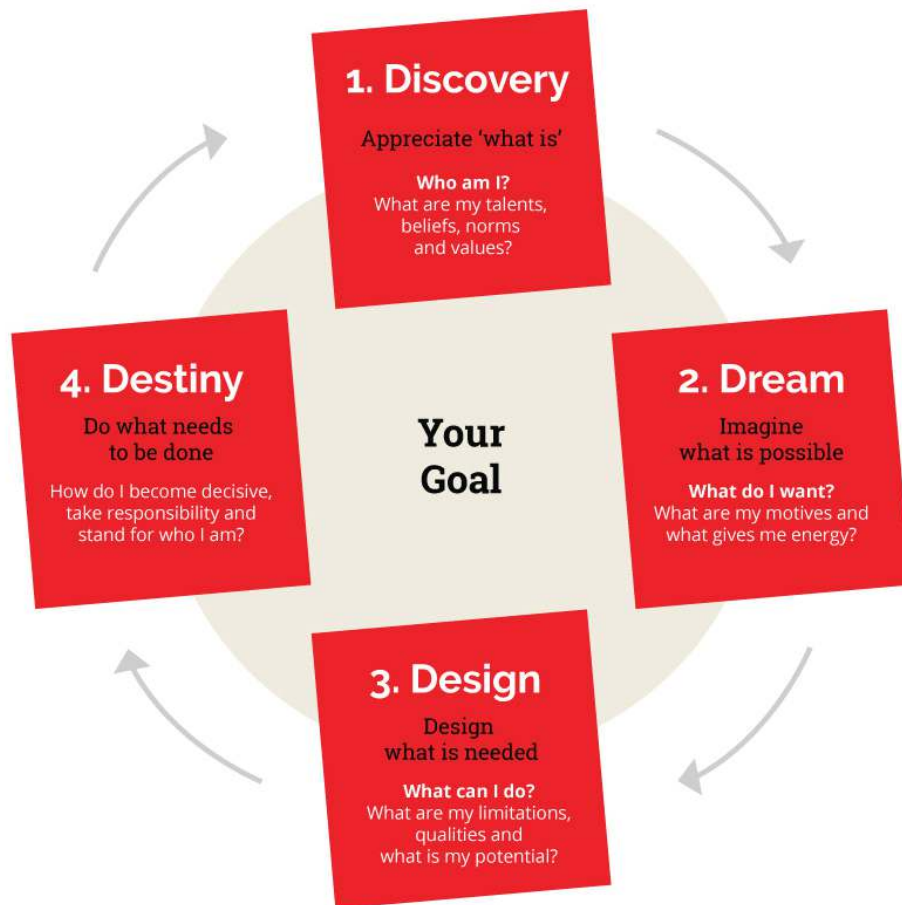 1. Discovery
Appreciate ‘what is’
Who am I?
What are my talents,
beliefs, norms
and values?
2. Dream
Imagine
what is possible
What do I want?
What are my motives and
what gives me energy?
3. Design
Design
what is needed
What can I do?
What are my limitations,
qualities and
what is my potential?
4. Destiny
Do what needs
to be done
How do I become decisive,
take responsibility and
stand for who I am?
Your
Goal